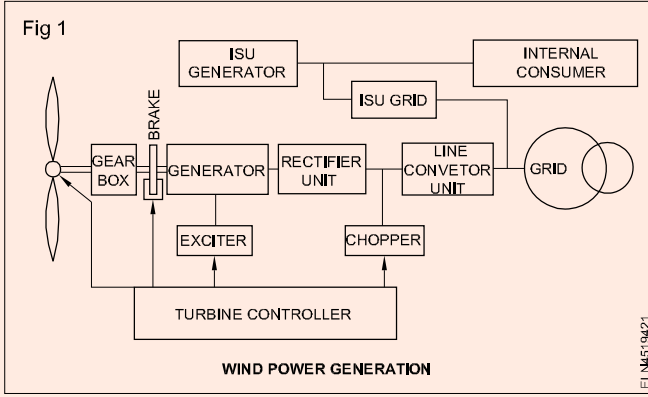 Fig 1
ISU
GENERATOR
INTERNAL
CONSUMER
ISU GRID
BRAKE
GEAR
BOX
GENERATOR
RECTIFIER
UNIT
LINE
CONVETOR
UNIT
GRID
EXCITER
CHOPPER
TURBINE CONTROLLER
WIND POWER GENERATION
ELN4519421